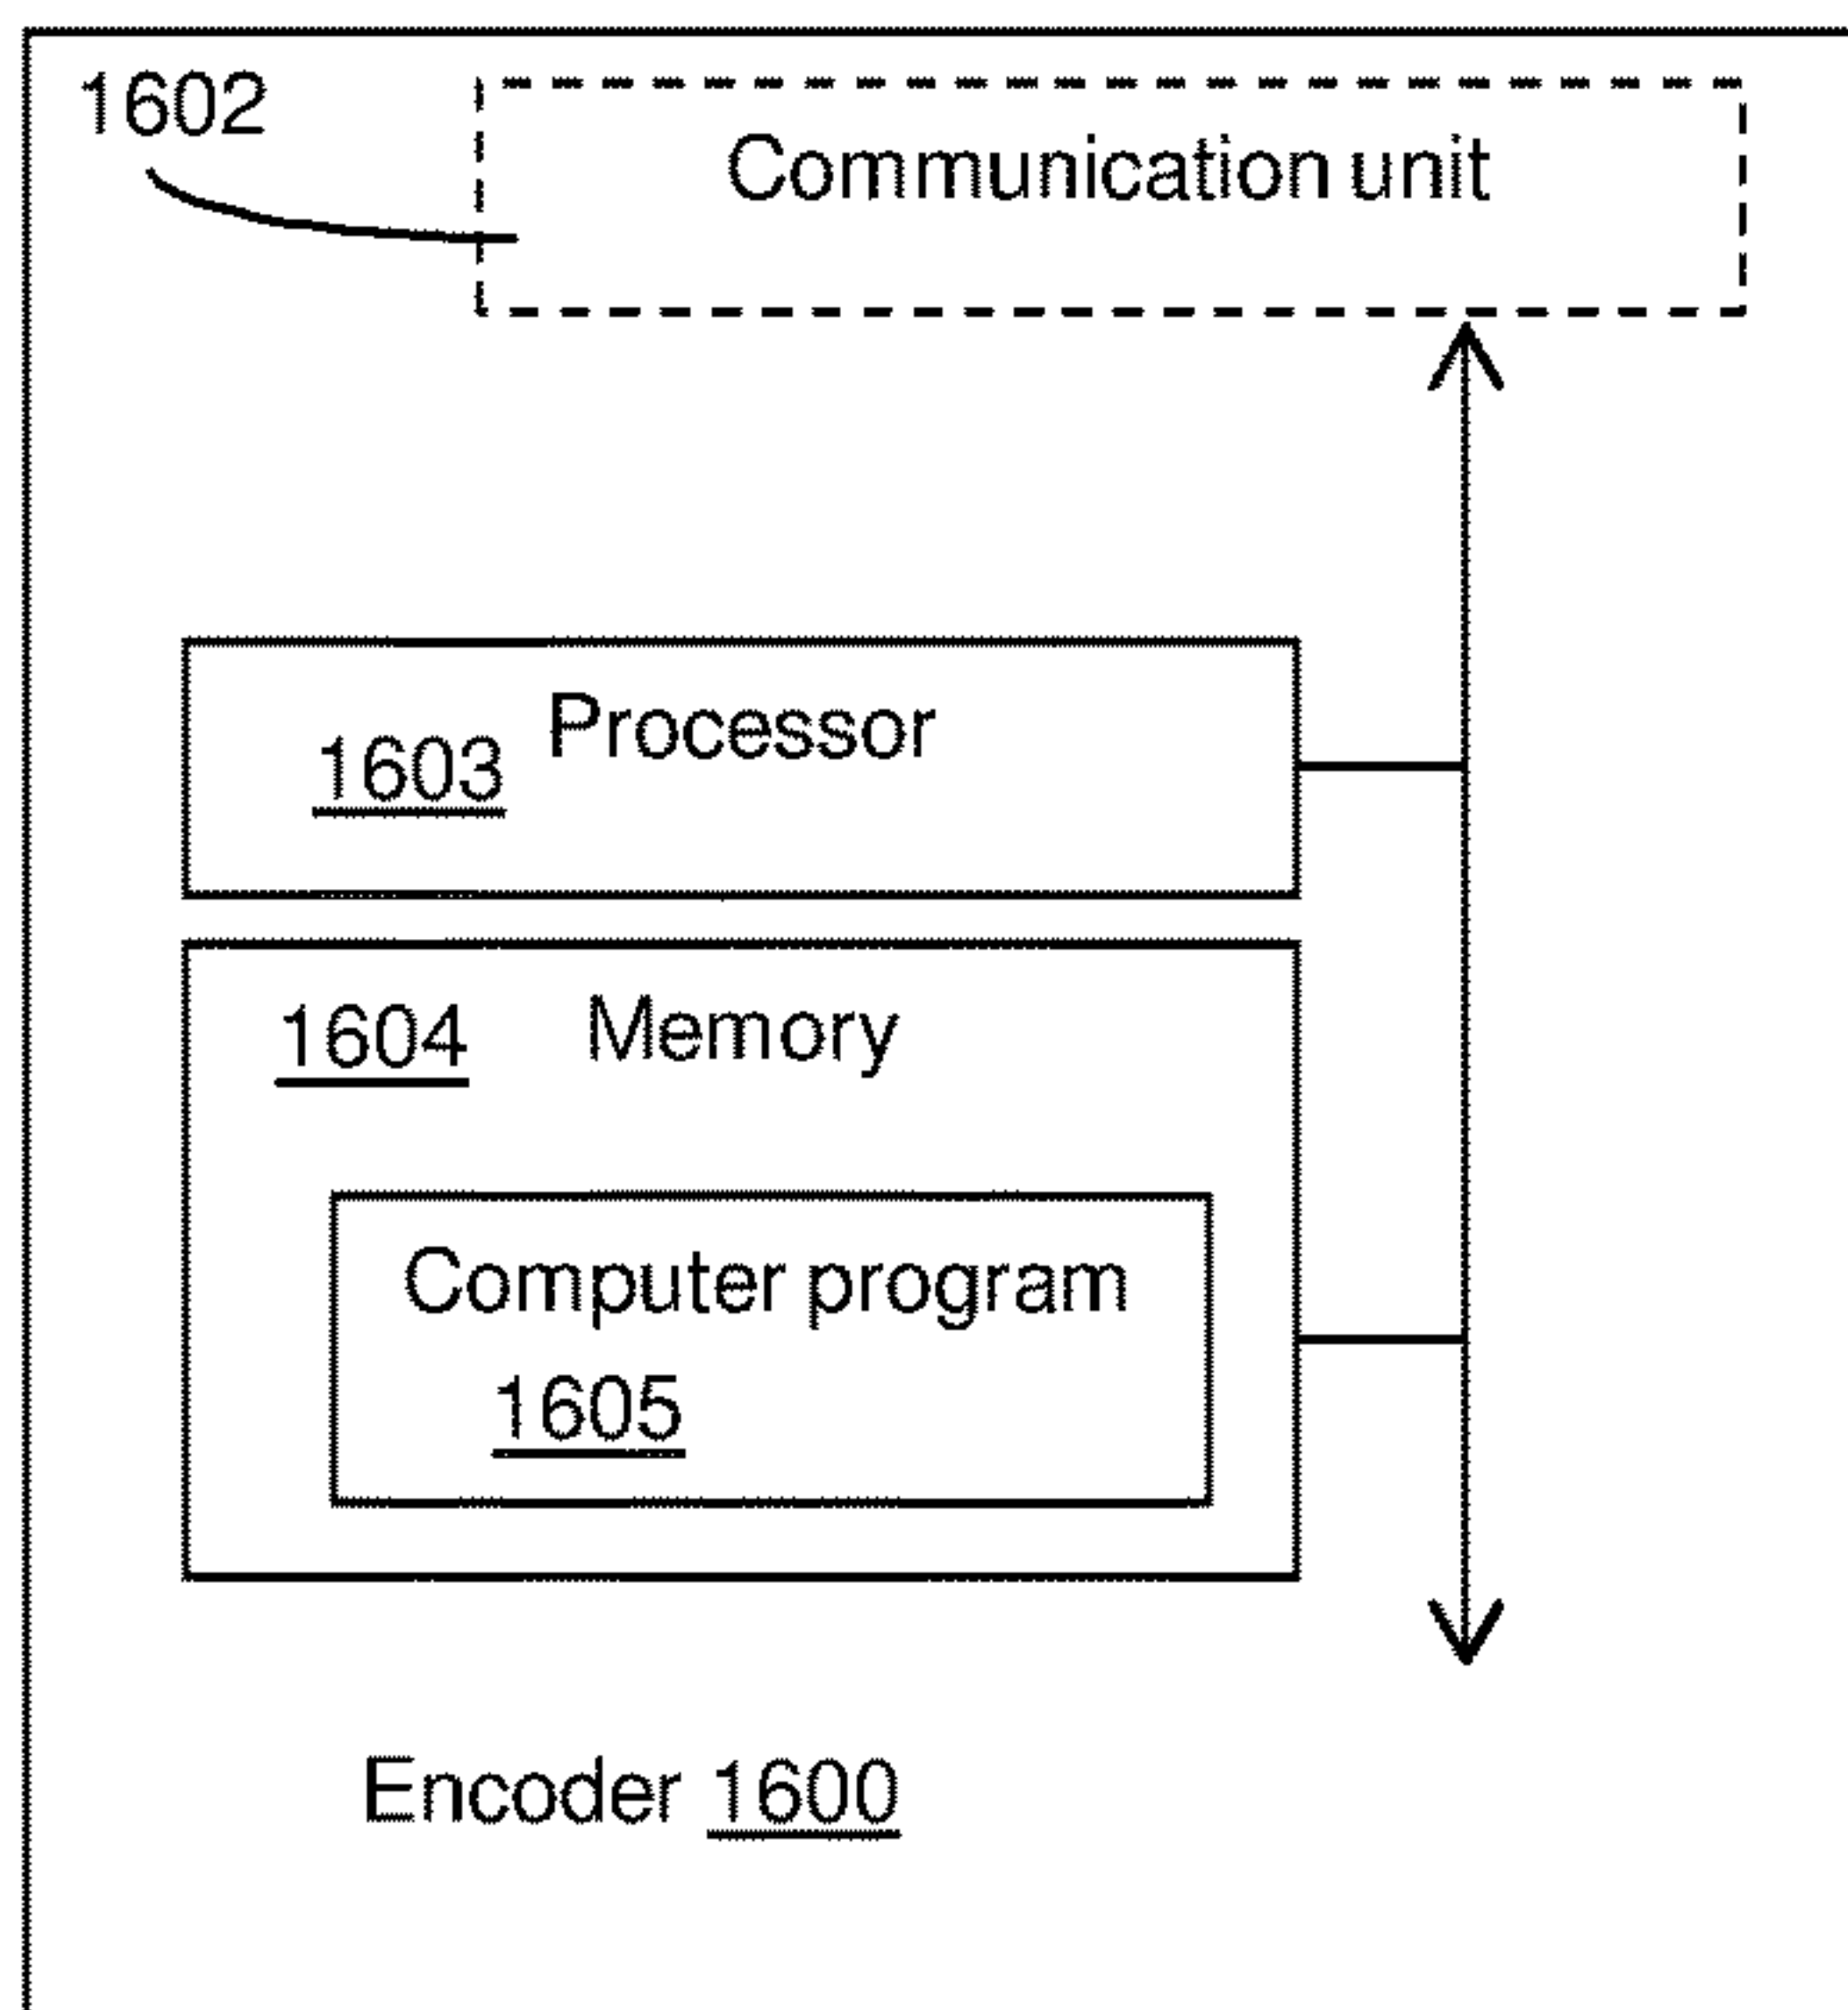 1602
Communication unit
Processor
1603
1604 Memory
Computer program
1605
Encoder 1600